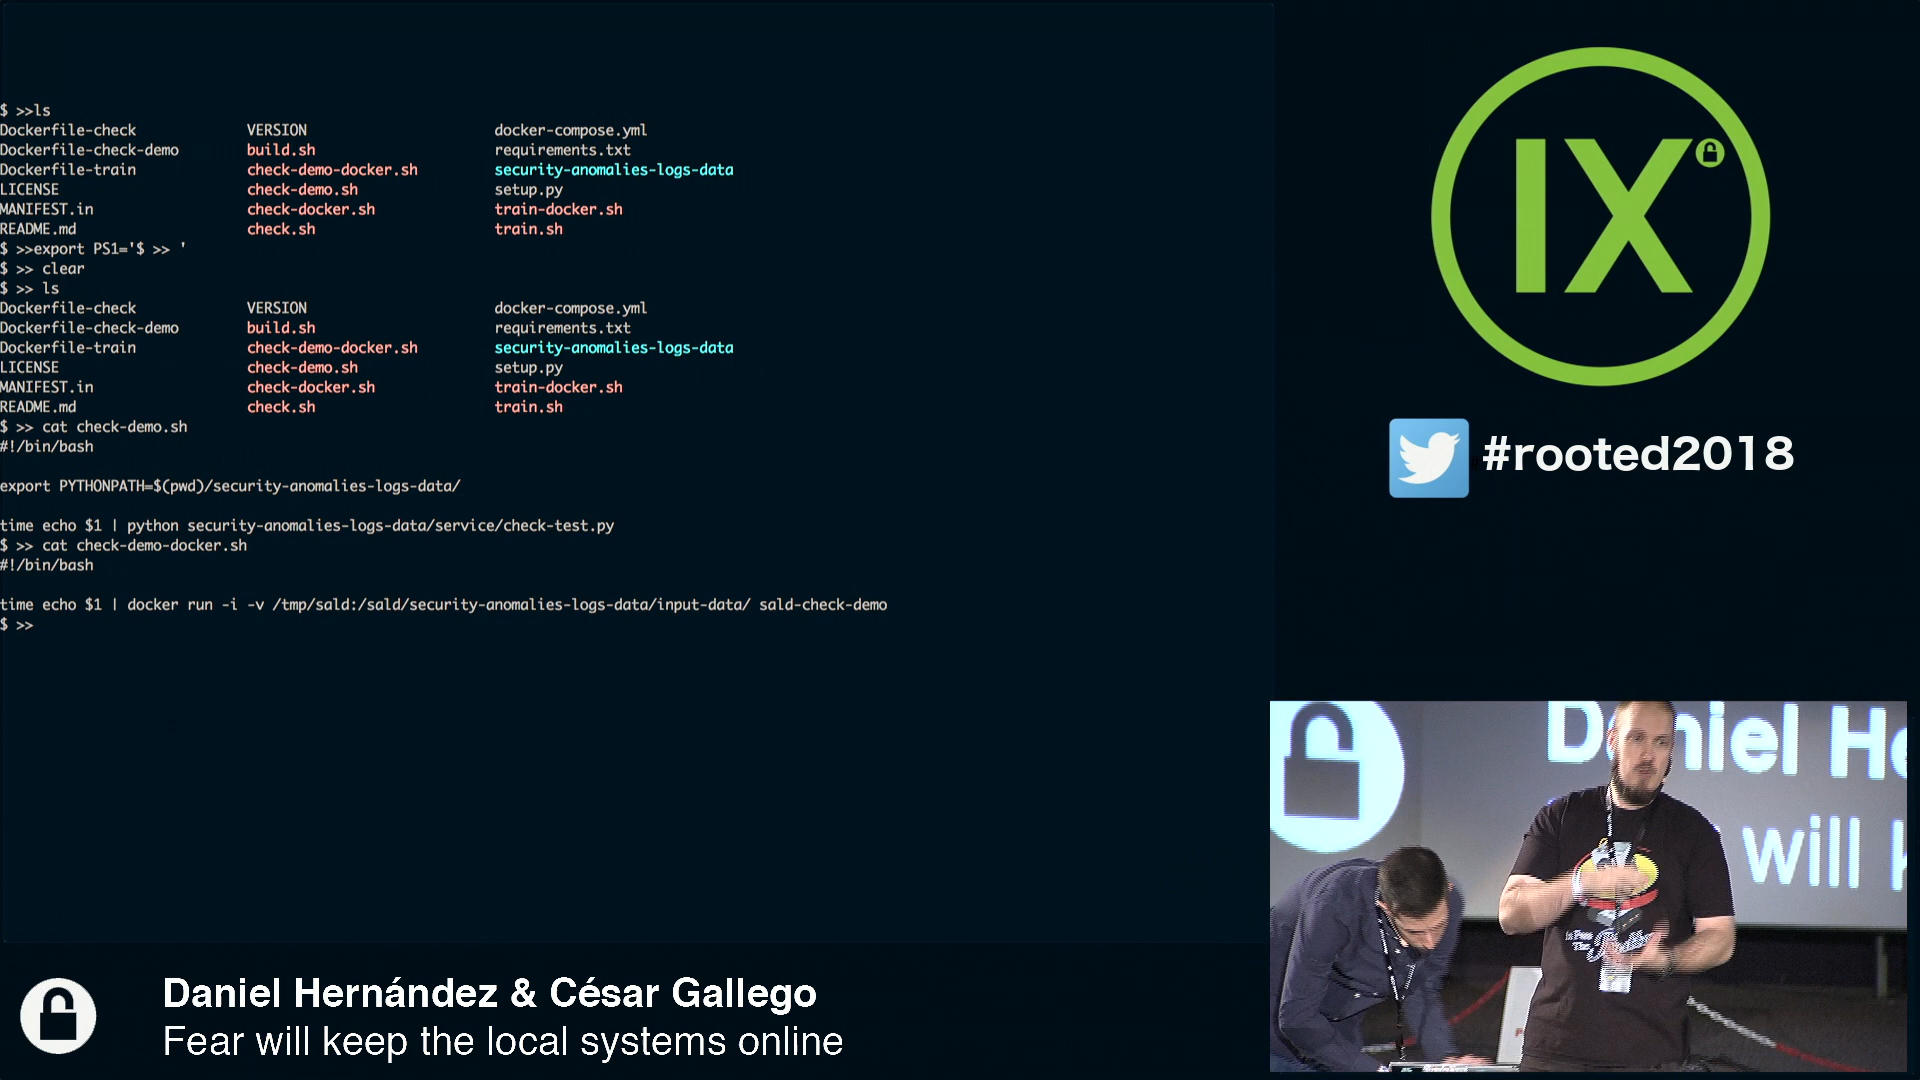 $ >>ls
Dockerfile-check VERSION docker-compose.yml
Dockerfile-check-demo build.sh requirements.txt
Dockerfile-train check-demo-docker.sh security-anomalies-logs-data
LICENSE check-demo.sh setup.py
MANIFEST.in check-docker.sh train-docker.sh
README.md check.sh train.sh
$ >>export PS1='$ >> '
$ >> clear
$ >> ls
Dockerfile-check VERSION docker-compose.yml
Dockerfile-check-demo build.sh requirements.txt
Dockerfile-train check-demo-docker.sh security-anomalies-logs-data
LICENSE check-demo.sh setup.py
MANIFEST.in check-docker.sh train-docker.sh
README.md check.sh train.sh
$ >> cat check-demo.sh
#!/bin/bash
export PYTHONPATH=$(pwd)/security-anomalies-logs-data/
time echo $1 | python security-anomalies-logs-data/service/check-test.py
$ >> cat check-demo-docker.sh
#!/bin/bash
time echo $1 | docker run -i -v /tmp/sald:/sald/security-anomalies-logs-data/input-data/ sald-check-demo
$ >>
IX
#rooted2018
Daniel He
will k
Daniel Hernández & César Gallego
Fear will keep the local systems online